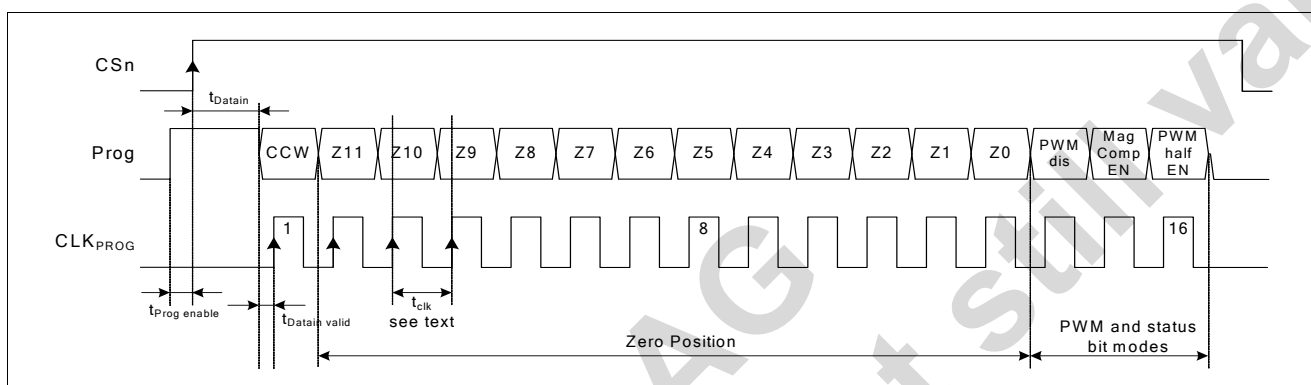 CSn
tDatain
Prog
CCW Z11 Z10 Z9 Z8 Z7 Z6 Z5 Z4 Z3 Z2 Z1 Z0
PWM dis
Mag Comp EN
PWM half EN
1 8 16
CLKPROG
tProg enable
tDatain valid
tclk
see text
Zero Position
PWM and status
bit modes
AG
still